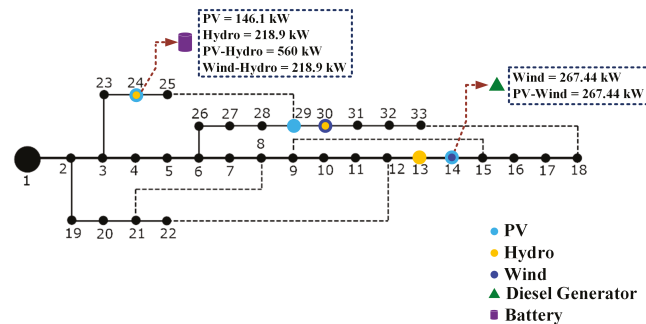 PV = 146.1 kW
Hydro = 218.9 kW
PV-Hydro = 560 kW
Wind-Hydro = 218.9 kW
Wind = 267.44 kW
PV-Wind = 267.44 kW
23 24 25
26 27 28 29 30 31 32 33
1 2 3 4 5 6 7 8 9 10 11 12 13 14 15 16 17 18
19 20 21 22
PV
Hydro
Wind
Diesel Generator
Battery